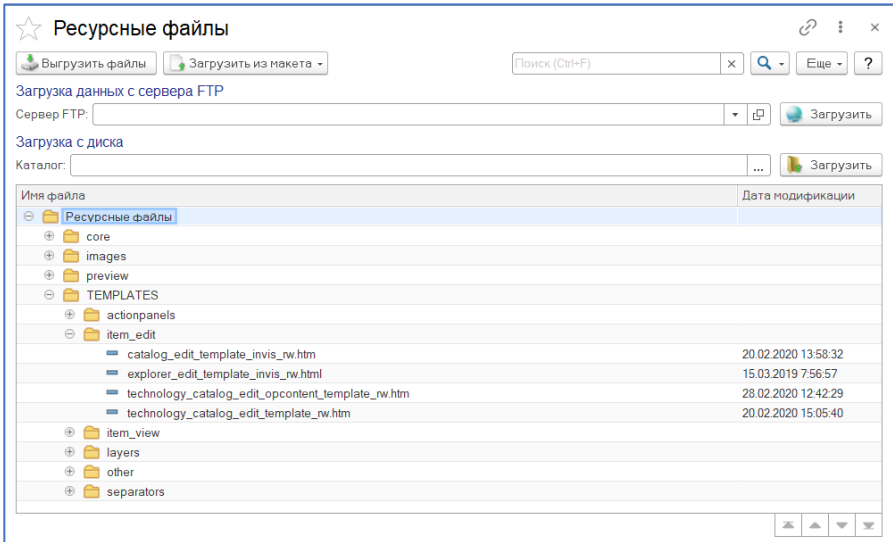 Ресурсные файлы
Выгрузить файлы Загрузить из макета Поиск (Ctrl+F) Еще ?
Загрузка данных с сервера FTP
Сервер FTP: Загрузить
Загрузка с диска
Каталог: ... Загрузить
Имя файла Дата модификации
Ресурсные файлы
core
images
preview
TEMPLATES
actionpanels
item_edit
catalog_edit_template_invis_rw.htm 20.02.2020 13:58:32
explorer_edit_template_invis_rw.html 15.03.2019 7:56:57
technology_catalog_edit_opcontent_template_rw.htm 28.02.2020 12:42:29
technology_catalog_edit_template_rw.htm 20.02.2020 15:05:40
item_view
layers
other
separators